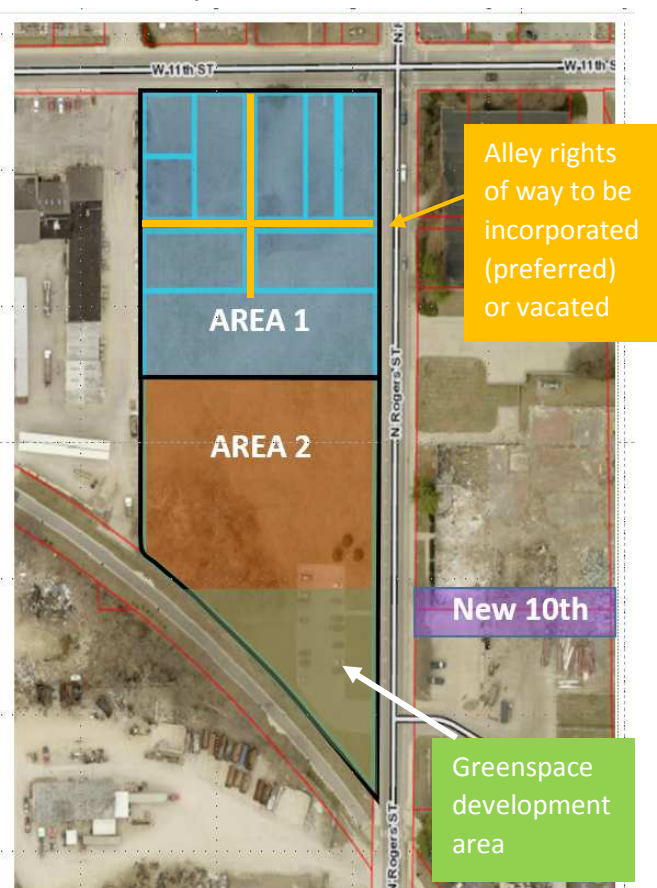 W 11th ST
W 11th S
N R
Alley rights
of way to be
incorporated
(preferred)
or vacated
AREA 1
N Rogers ST
AREA 2
New 10th
Greenspace
development
area
N Rogers ST